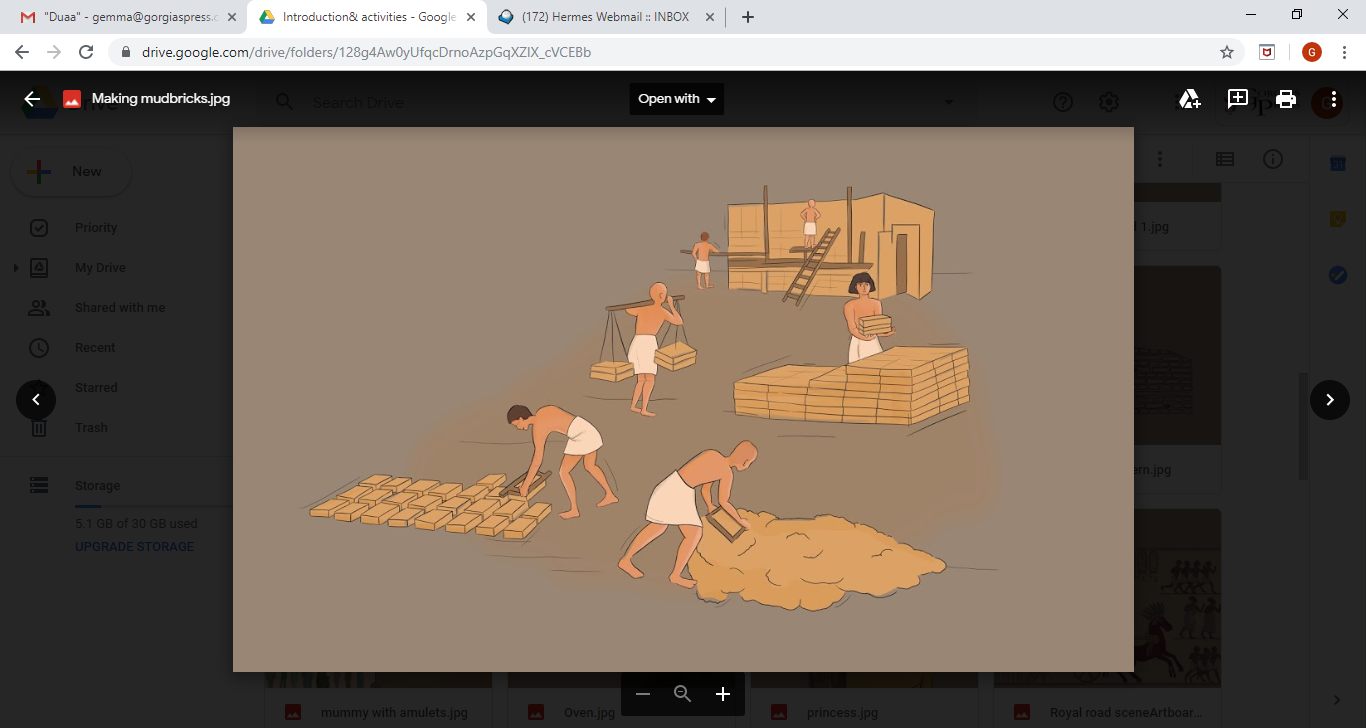 "Duaa" - gemma@gorgiaspress.c
Introduction& activities - Google
(172) Hermes Webmail :: INBOX
drive.google.com/drive/folders/128g4Aw0yUfqcDrnoAzpGqXZIX_cVCEBb
G
Making mudbricks.jpg
Search Drive
Open with
New
Priority
My Drive
Shared with me
Recent
Starred
Trash
Storage
5.1 GB of 30 GB used
UPGRADE STORAGE
1.jpg
ern.jpg
mummy with amulets.jpg
Oven.jpg
princess.jpg
Royal road sceneArtboar...